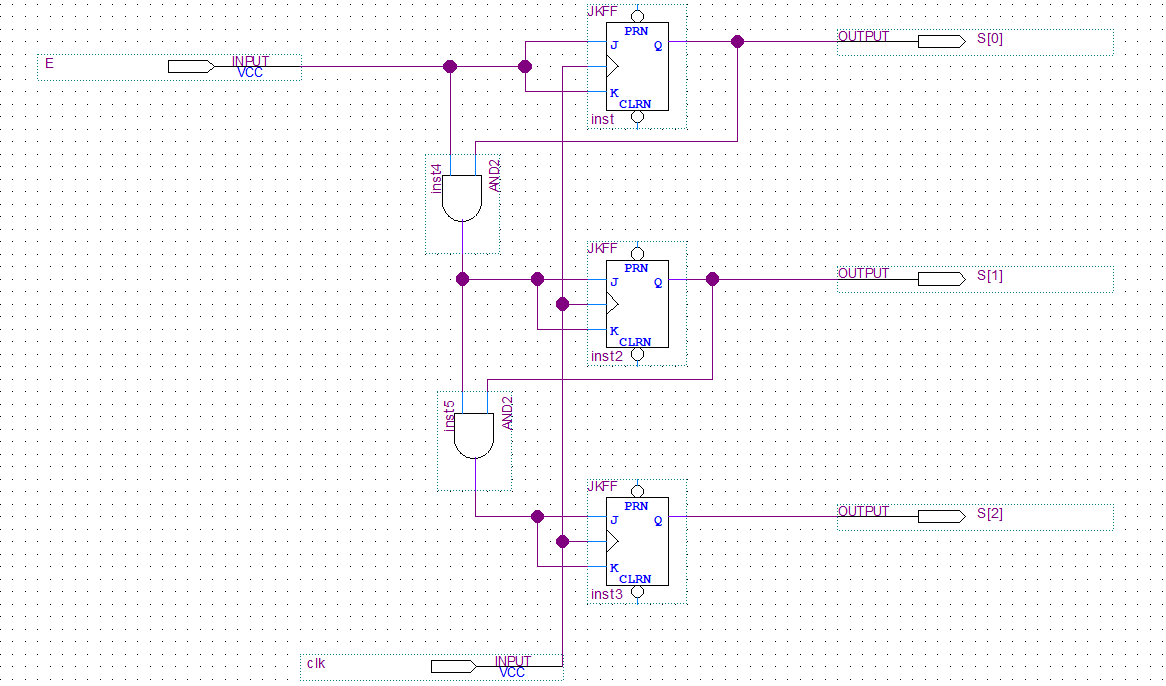 JKFF
PRN
J Q
K
CLRN
inst
E INPUT
VCC
OUTPUT S[0]
inst4 AND2
JKFF
PRN
J Q
K
CLRN
inst2
OUTPUT S[1]
inst5 AND2
JKFF
PRN
J Q
K
CLRN
inst3
OUTPUT S[2]
clk INPUT
VCC